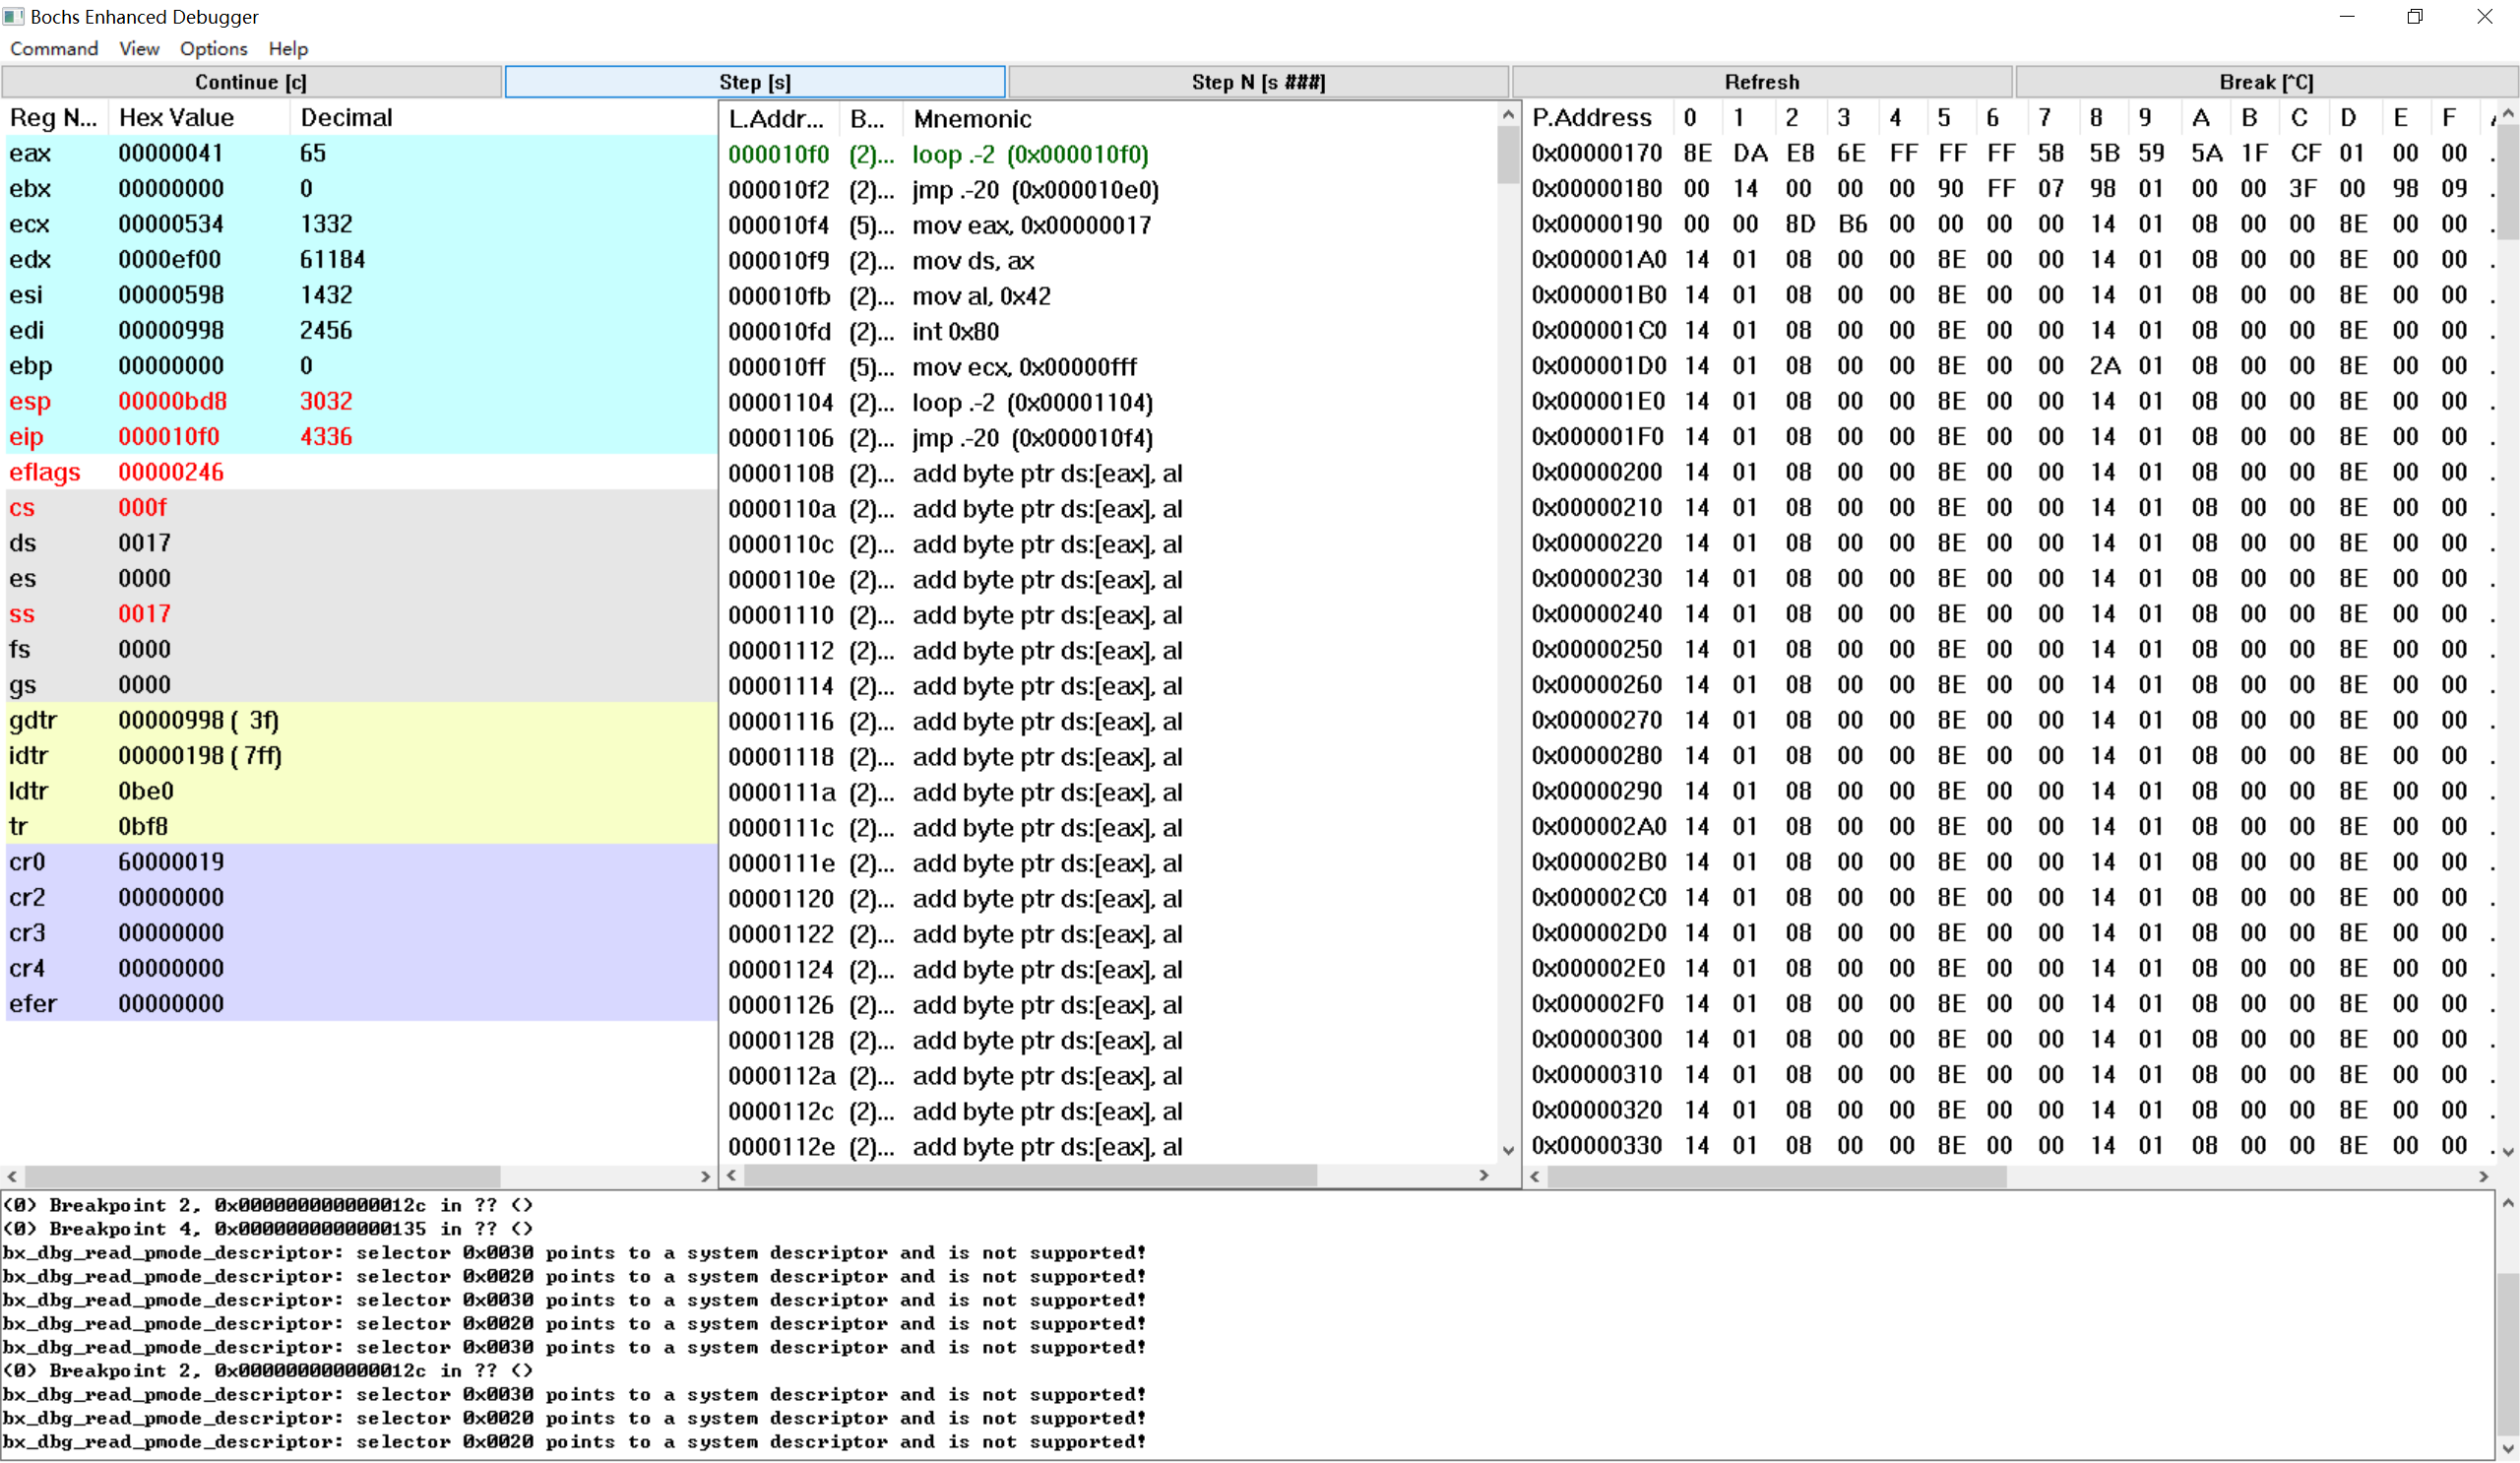 Bochs Enhanced Debugger
Command View Options Help
Continue [c] Step [s] Step N [s ###] Refresh Break [^C]
Reg N... Hex Value Decimal
eax 00000041 65
ebx 00000000 0
ecx 00000534 1332
edx 0000ef00 61184
esi 00000598 1432
edi 00000998 2456
ebp 00000000 0
esp 00000bd8 3032
eip 000010f0 4336
eflags 00000246
cs 000f
ds 0017
es 0000
ss 0017
fs 0000
gs 0000
gdtr 00000998 ( 3f)
idtr 00000198 ( 7ff)
ldtr 0be0
tr 0bf8
cr0 60000019
cr2 00000000
cr3 00000000
cr4 00000000
efer 00000000
L.Addr... B... Mnemonic
000010f0 (2)... loop .-2 (0x000010f0)
000010f2 (2)... jmp .-20 (0x000010e0)
000010f4 (5)... mov eax, 0x00000017
000010f9 (2)... mov ds, ax
000010fb (2)... mov al, 0x42
000010fd (2)... int 0x80
000010ff (5)... mov ecx, 0x00000fff
00001104 (2)... loop .-2 (0x00001104)
00001106 (2)... jmp .-20 (0x000010f4)
00001108 (2)... add byte ptr ds:[eax], al
0000110a (2)... add byte ptr ds:[eax], al
0000110c (2)... add byte ptr ds:[eax], al
0000110e (2)... add byte ptr ds:[eax], al
00001110 (2)... add byte ptr ds:[eax], al
00001112 (2)... add byte ptr ds:[eax], al
00001114 (2)... add byte ptr ds:[eax], al
00001116 (2)... add byte ptr ds:[eax], al
00001118 (2)... add byte ptr ds:[eax], al
0000111a (2)... add byte ptr ds:[eax], al
0000111c (2)... add byte ptr ds:[eax], al
0000111e (2)... add byte ptr ds:[eax], al
00001120 (2)... add byte ptr ds:[eax], al
00001122 (2)... add byte ptr ds:[eax], al
00001124 (2)... add byte ptr ds:[eax], al
00001126 (2)... add byte ptr ds:[eax], al
00001128 (2)... add byte ptr ds:[eax], al
0000112a (2)... add byte ptr ds:[eax], al
0000112c (2)... add byte ptr ds:[eax], al
0000112e (2)... add byte ptr ds:[eax], al
P.Address 0 1 2 3 4 5 6 7 8 9 A B C D E F
0x00000170 8E DA E8 6E FF FF FF 58 5B 59 5A 1F CF 01 00 00 .
0x00000180 00 14 00 00 00 90 FF 07 98 01 00 00 3F 00 98 09 .
0x00000190 00 00 8D B6 00 00 00 00 14 01 08 00 00 8E 00 00 .
0x000001A0 14 01 08 00 00 8E 00 00 14 01 08 00 00 8E 00 00 .
0x000001B0 14 01 08 00 00 8E 00 00 14 01 08 00 00 8E 00 00 .
0x000001C0 14 01 08 00 00 8E 00 00 14 01 08 00 00 8E 00 00 .
0x000001D0 14 01 08 00 00 8E 00 00 2A 01 08 00 00 8E 00 00 .
0x000001E0 14 01 08 00 00 8E 00 00 14 01 08 00 00 8E 00 00 .
0x000001F0 14 01 08 00 00 8E 00 00 14 01 08 00 00 8E 00 00 .
0x00000200 14 01 08 00 00 8E 00 00 14 01 08 00 00 8E 00 00 .
0x00000210 14 01 08 00 00 8E 00 00 14 01 08 00 00 8E 00 00 .
0x00000220 14 01 08 00 00 8E 00 00 14 01 08 00 00 8E 00 00 .
0x00000230 14 01 08 00 00 8E 00 00 14 01 08 00 00 8E 00 00 .
0x00000240 14 01 08 00 00 8E 00 00 14 01 08 00 00 8E 00 00 .
0x00000250 14 01 08 00 00 8E 00 00 14 01 08 00 00 8E 00 00 .
0x00000260 14 01 08 00 00 8E 00 00 14 01 08 00 00 8E 00 00 .
0x00000270 14 01 08 00 00 8E 00 00 14 01 08 00 00 8E 00 00 .
0x00000280 14 01 08 00 00 8E 00 00 14 01 08 00 00 8E 00 00 .
0x00000290 14 01 08 00 00 8E 00 00 14 01 08 00 00 8E 00 00 .
0x000002A0 14 01 08 00 00 8E 00 00 14 01 08 00 00 8E 00 00 .
0x000002B0 14 01 08 00 00 8E 00 00 14 01 08 00 00 8E 00 00 .
0x000002C0 14 01 08 00 00 8E 00 00 14 01 08 00 00 8E 00 00 .
0x000002D0 14 01 08 00 00 8E 00 00 14 01 08 00 00 8E 00 00 .
0x000002E0 14 01 08 00 00 8E 00 00 14 01 08 00 00 8E 00 00 .
0x000002F0 14 01 08 00 00 8E 00 00 14 01 08 00 00 8E 00 00 .
0x00000300 14 01 08 00 00 8E 00 00 14 01 08 00 00 8E 00 00 .
0x00000310 14 01 08 00 00 8E 00 00 14 01 08 00 00 8E 00 00 .
0x00000320 14 01 08 00 00 8E 00 00 14 01 08 00 00 8E 00 00 .
0x00000330 14 01 08 00 00 8E 00 00 14 01 08 00 00 8E 00 00 .
(0) Breakpoint 2, 0x000000000000012c in ?? ()
(0) Breakpoint 4, 0x0000000000000135 in ?? ()
bx_dbg_read_pmode_descriptor: selector 0x0030 points to a system descriptor and is not supported!
bx_dbg_read_pmode_descriptor: selector 0x0020 points to a system descriptor and is not supported!
bx_dbg_read_pmode_descriptor: selector 0x0030 points to a system descriptor and is not supported!
bx_dbg_read_pmode_descriptor: selector 0x0020 points to a system descriptor and is not supported!
bx_dbg_read_pmode_descriptor: selector 0x0030 points to a system descriptor and is not supported!
(0) Breakpoint 2, 0x000000000000012c in ?? ()
bx_dbg_read_pmode_descriptor: selector 0x0030 points to a system descriptor and is not supported!
bx_dbg_read_pmode_descriptor: selector 0x0020 points to a system descriptor and is not supported!
bx_dbg_read_pmode_descriptor: selector 0x0020 points to a system descriptor and is not supported!